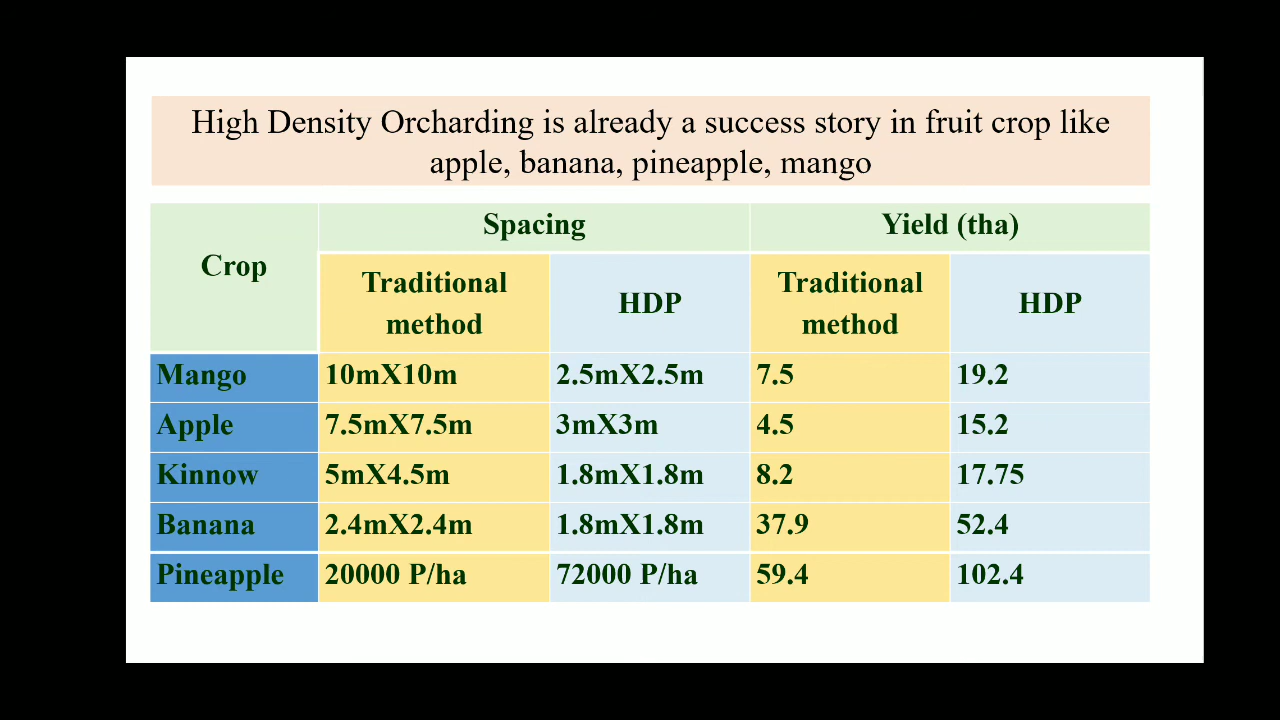 High Density Orcharding is already a success story in fruit crop like
apple, banana, pineapple, mango
Crop Spacing Yield (tha)
Traditional method HDP Traditional method HDP
Mango 10mX10m 2.5mX2.5m 7.5 19.2
Apple 7.5mX7.5m 3mX3m 4.5 15.2
Kinnow 5mX4.5m 1.8mX1.8m 8.2 17.75
Banana 2.4mX2.4m 1.8mX1.8m 37.9 52.4
Pineapple 20000 P/ha 72000 P/ha 59.4 102.4